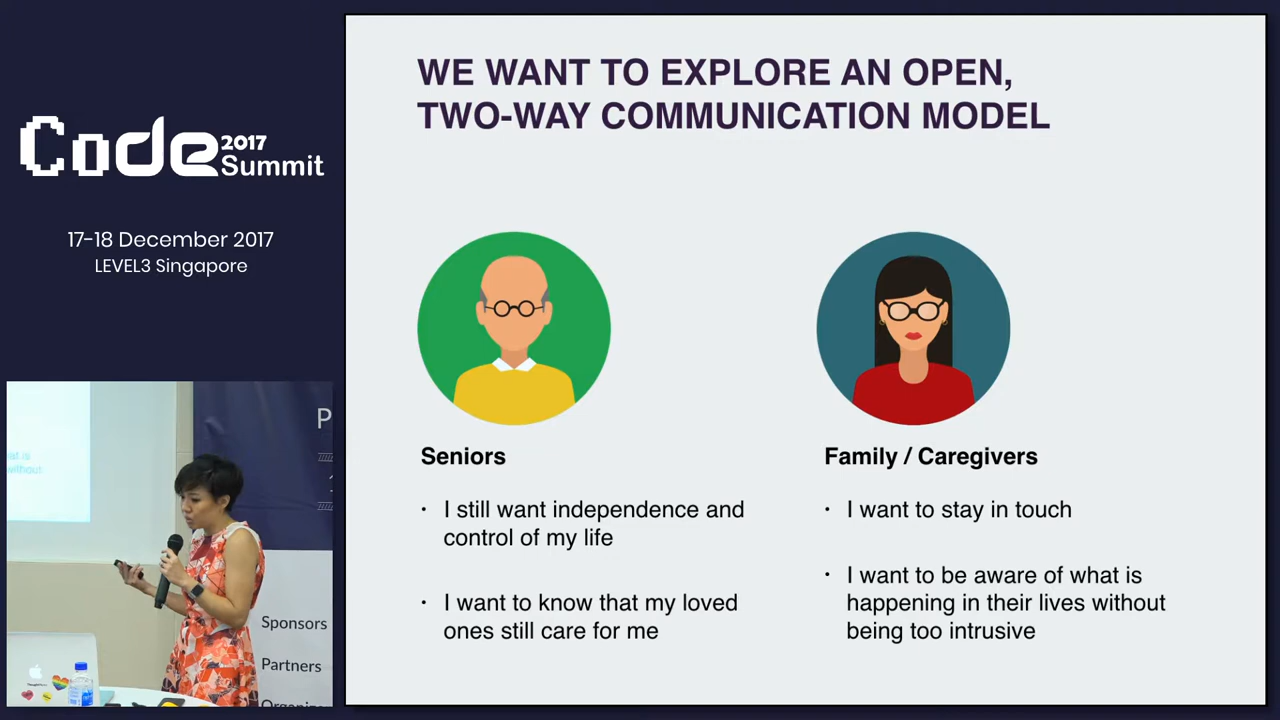 Code 2017 Summit
17-18 December 2017
LEVEL3 Singapore
WE WANT TO EXPLORE AN OPEN,
TWO-WAY COMMUNICATION MODEL
Seniors
• I still want independence and
control of my life
• I want to know that my loved
ones still care for me
Family / Caregivers
• I want to stay in touch
• I want to be aware of what is
happening in their lives without
being too intrusive
P
without
Sponsors
Partners